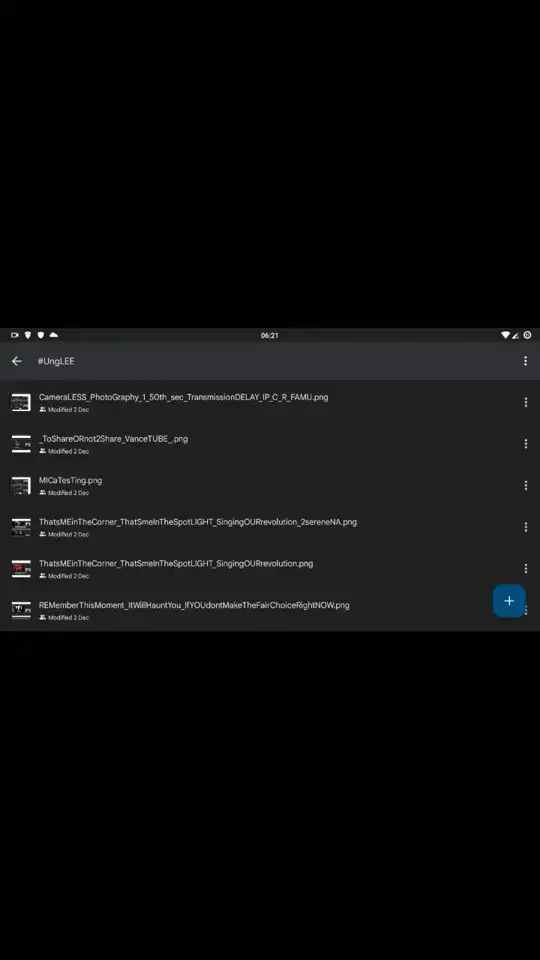 06:21
#UngLEE
CameraLESS_PhotoGraphy_1_50th_sec_TransmissionDELAY_IP_C_R_FAMU.png
Modified 2 Dec
_ToShareORnot2Share_VanceTUBE_.png
Modified 2 Dec
MICaTesTing.png
Modified 2 Dec
ThatsMEinTheCorner_ThatSmeInTheSpotLIGHT_SingingOURrevolution_2sereneNA.png
Modified 2 Dec
ThatsMEinTheCorner_ThatSmeInTheSpotLIGHT_SingingOURrevolution.png
Modified 2 Dec
REMemberThisMoment_ItWillHauntYou_IfYOUdontMakeTheFairChoiceRightNOW.png
Modified 2 Dec